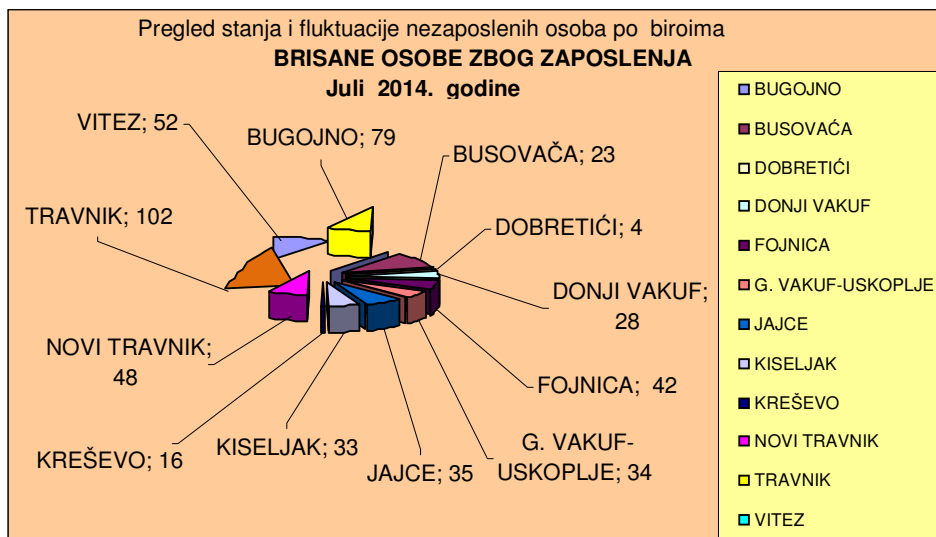 Pregled stanja i fluktuacije nezaposlenih osoba po biroima
BRISANE OSOBE ZBOG ZAPOSLENJA
Juli 2014. godine
VITEZ; 52
BUGOJNO; 79
BUSOVAČA; 23
TRAVNIK; 102
DOBRETIĆI; 4
DONJI VAKUF;
28
NOVI TRAVNIK;
48
FOJNICA; 42
KREŠEVO; 16
KISELJAK; 33
JAJCE; 35
G. VAKUF-
USKOPLJE; 34
BUGOJNO
BUSOVAĆA
DOBRETIĆI
DONJI VAKUF
FOJNICA
G. VAKUF-USKOPLJE
JAJCE
KISELJAK
KREŠEVO
NOVI TRAVNIK
TRAVNIK
VITEZ